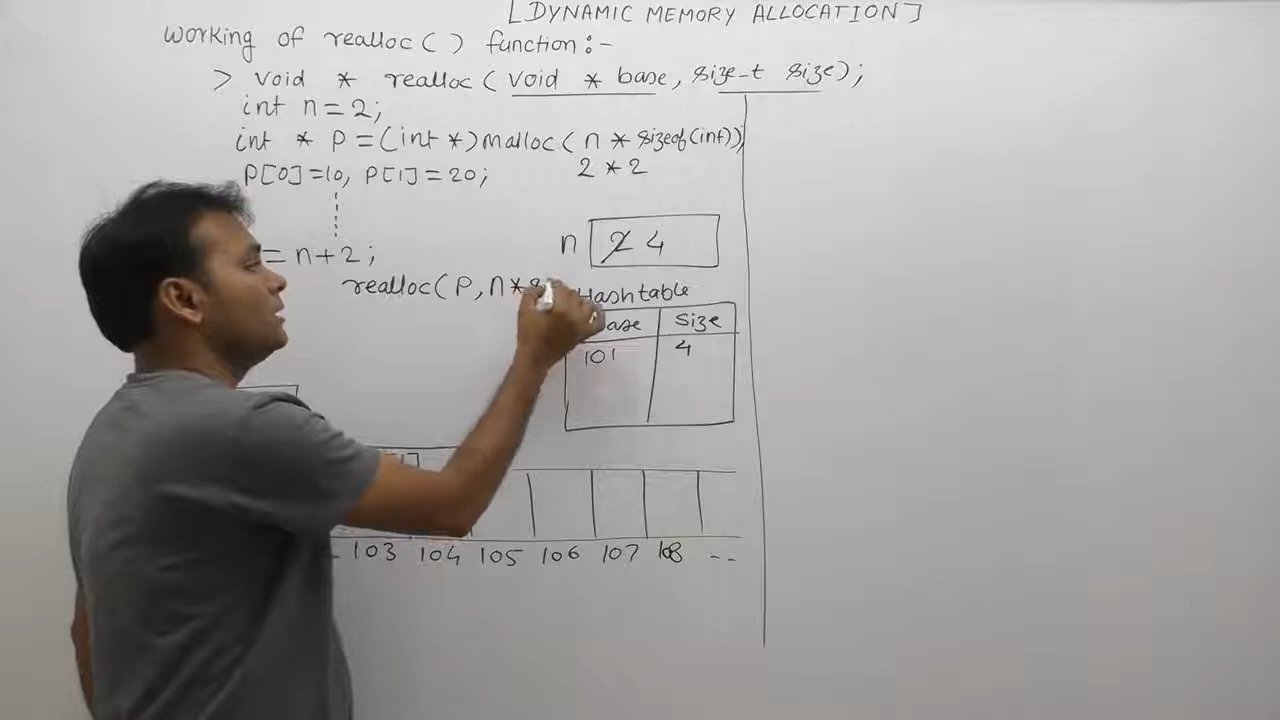 [DYNAMIC MEMORY ALLOCATION]
Working of realloc( ) function:-
> void * realloc( void * base, size-t size);
int n=2;
int * P =(int *)malloc( n * sizeof(int));
P[0]=10, P[1]=20;
2 * 2
n 2 4
= n+2;
realloc( P, n*s
Hashtable
base size
101 4
103 104 105 106 107 108 --